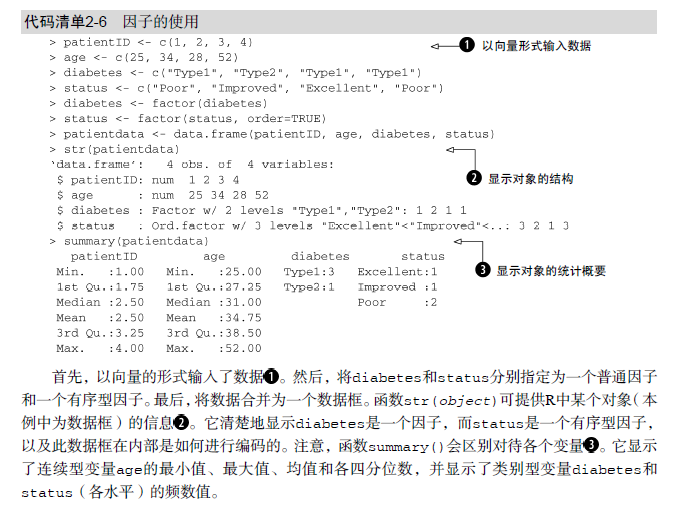 代码清单2-6 因子的使用
> patientID <- c(1, 2, 3, 4)
❶ 以向量形式输入数据
> age <- c(25, 34, 28, 52)
> diabetes <- c("Type1", "Type2", "Type1", "Type1")
> status <- c("Poor", "Improved", "Excellent", "Poor")
> diabetes <- factor(diabetes)
> status <- factor(status, order=TRUE)
> patientdata <- data.frame(patientID, age, diabetes, status)
> str(patientdata)
❷ 显示对象的结构
'data.frame': 4 obs. of 4 variables:
$ patientID: num 1 2 3 4
$ age : num 25 34 28 52
$ diabetes : Factor w/ 2 levels "Type1","Type2": 1 2 1 1
$ status : Ord.factor w/ 3 levels "Excellent"<"Improved"<..: 3 2 1 3
> summary(patientdata)
❸ 显示对象的统计概要
patientID age diabetes status
Min. :1.00 Min. :25.00 Type1:3 Excellent:1
1st Qu.:1.75 1st Qu.:27.25 Type2:1 Improved :1
Median :2.50 Median :31.00 Poor :2
Mean :2.50 Mean :34.75
3rd Qu.:3.25 3rd Qu.:38.50
Max. :4.00 Max. :52.00
首先，以向量的形式输入了数据❶。然后，将diabetes和status分别指定为一个普通因子
和一个有序型因子。最后，将数据合并为一个数据框。函数str(object)可提供R中某个对象（本
例中为数据框）的信息❷。它清楚地显示diabetes是一个因子，而status是一个有序型因子，
以及此数据框在内部是如何进行编码的。注意，函数summary()会区别对待各个变量❸。它显示
了连续型变量age的最小值、最大值、均值和各四分位数，并显示了类别型变量diabetes和
status（各水平）的频数值。